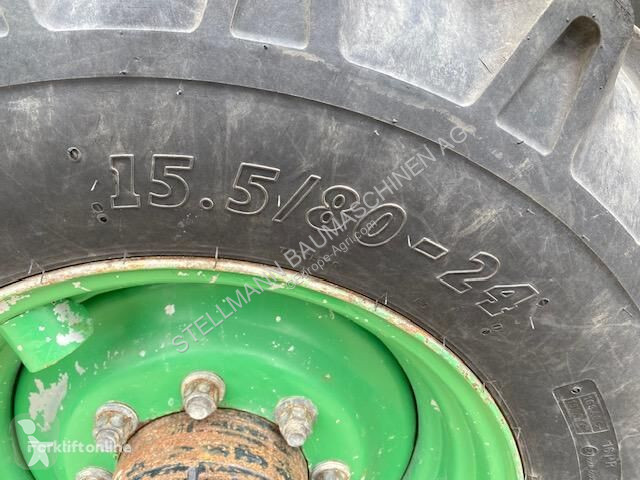 15.5/80-24
STELLMANN BAUMASCHINEN AG
Forkliftonline